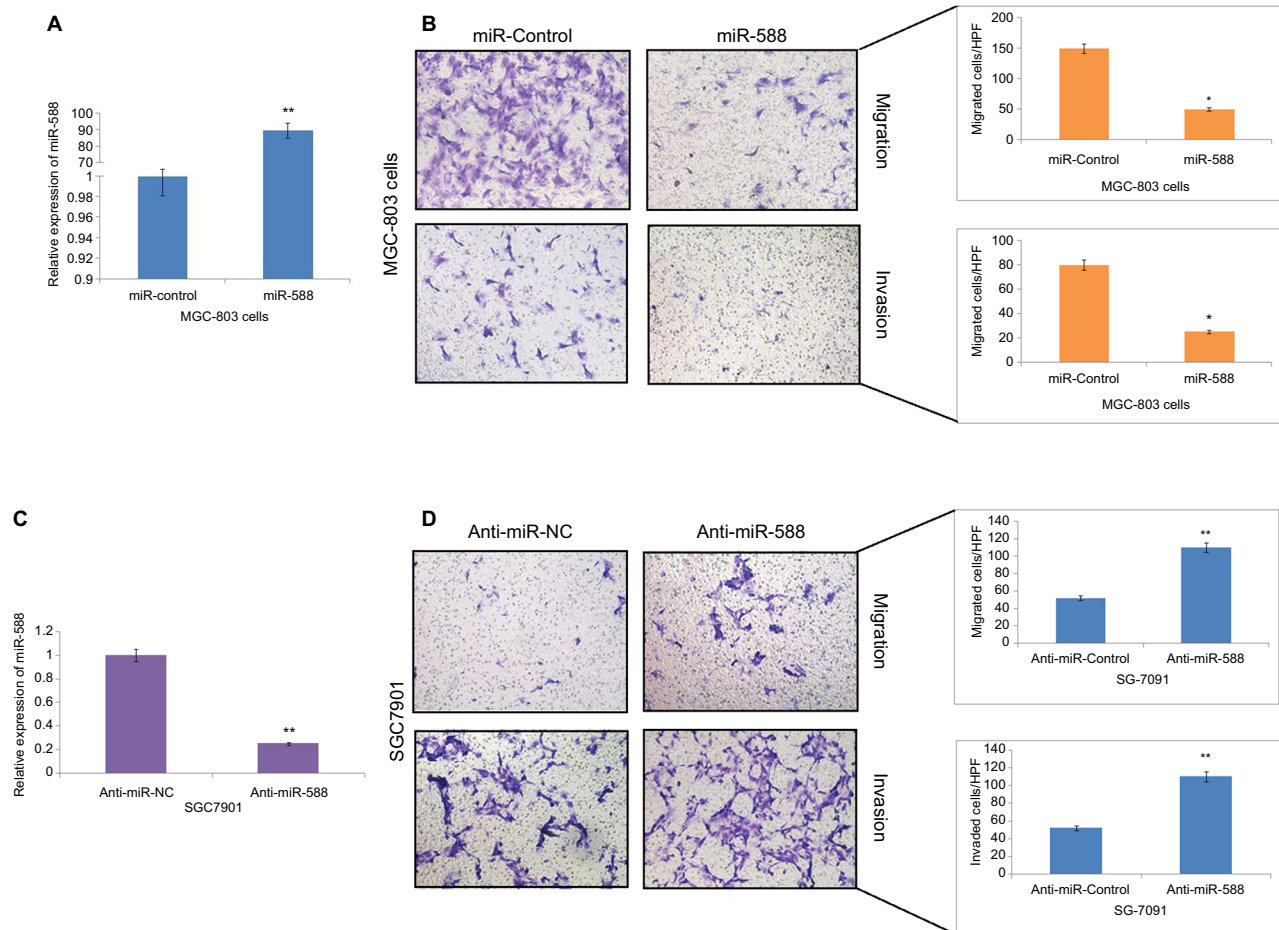 A
Relative expression of miR-588
100
90
80
70
1
0.98
0.96
0.94
0.92
0.9
**
miR-control
miR-588
MGC-803 cells
B
miR-Control
miR-588
MGC-803 cells
Migration
Invasion
Migrated cells/HPF
200
150
100
50
0
*
miR-Control
miR-588
MGC-803 cells
Migrated cells/HPF
100
80
60
40
20
0
*
miR-Control
miR-588
MGC-803 cells
C
Relative expression of miR-588
1.2
1
0.8
0.6
0.4
0.2
0
**
Anti-miR-NC
Anti-miR-588
SGC7901
D
Anti-miR-NC
Anti-miR-588
SGC7901
Migration
Invasion
Migrated cells/HPF
140
120
100
80
60
40
20
0
**
Anti-miR-Control
Anti-miR-588
SG-7091
Invaded cells/HPF
140
120
100
80
60
40
20
0
**
Anti-miR-Control
Anti-miR-588
SG-7091